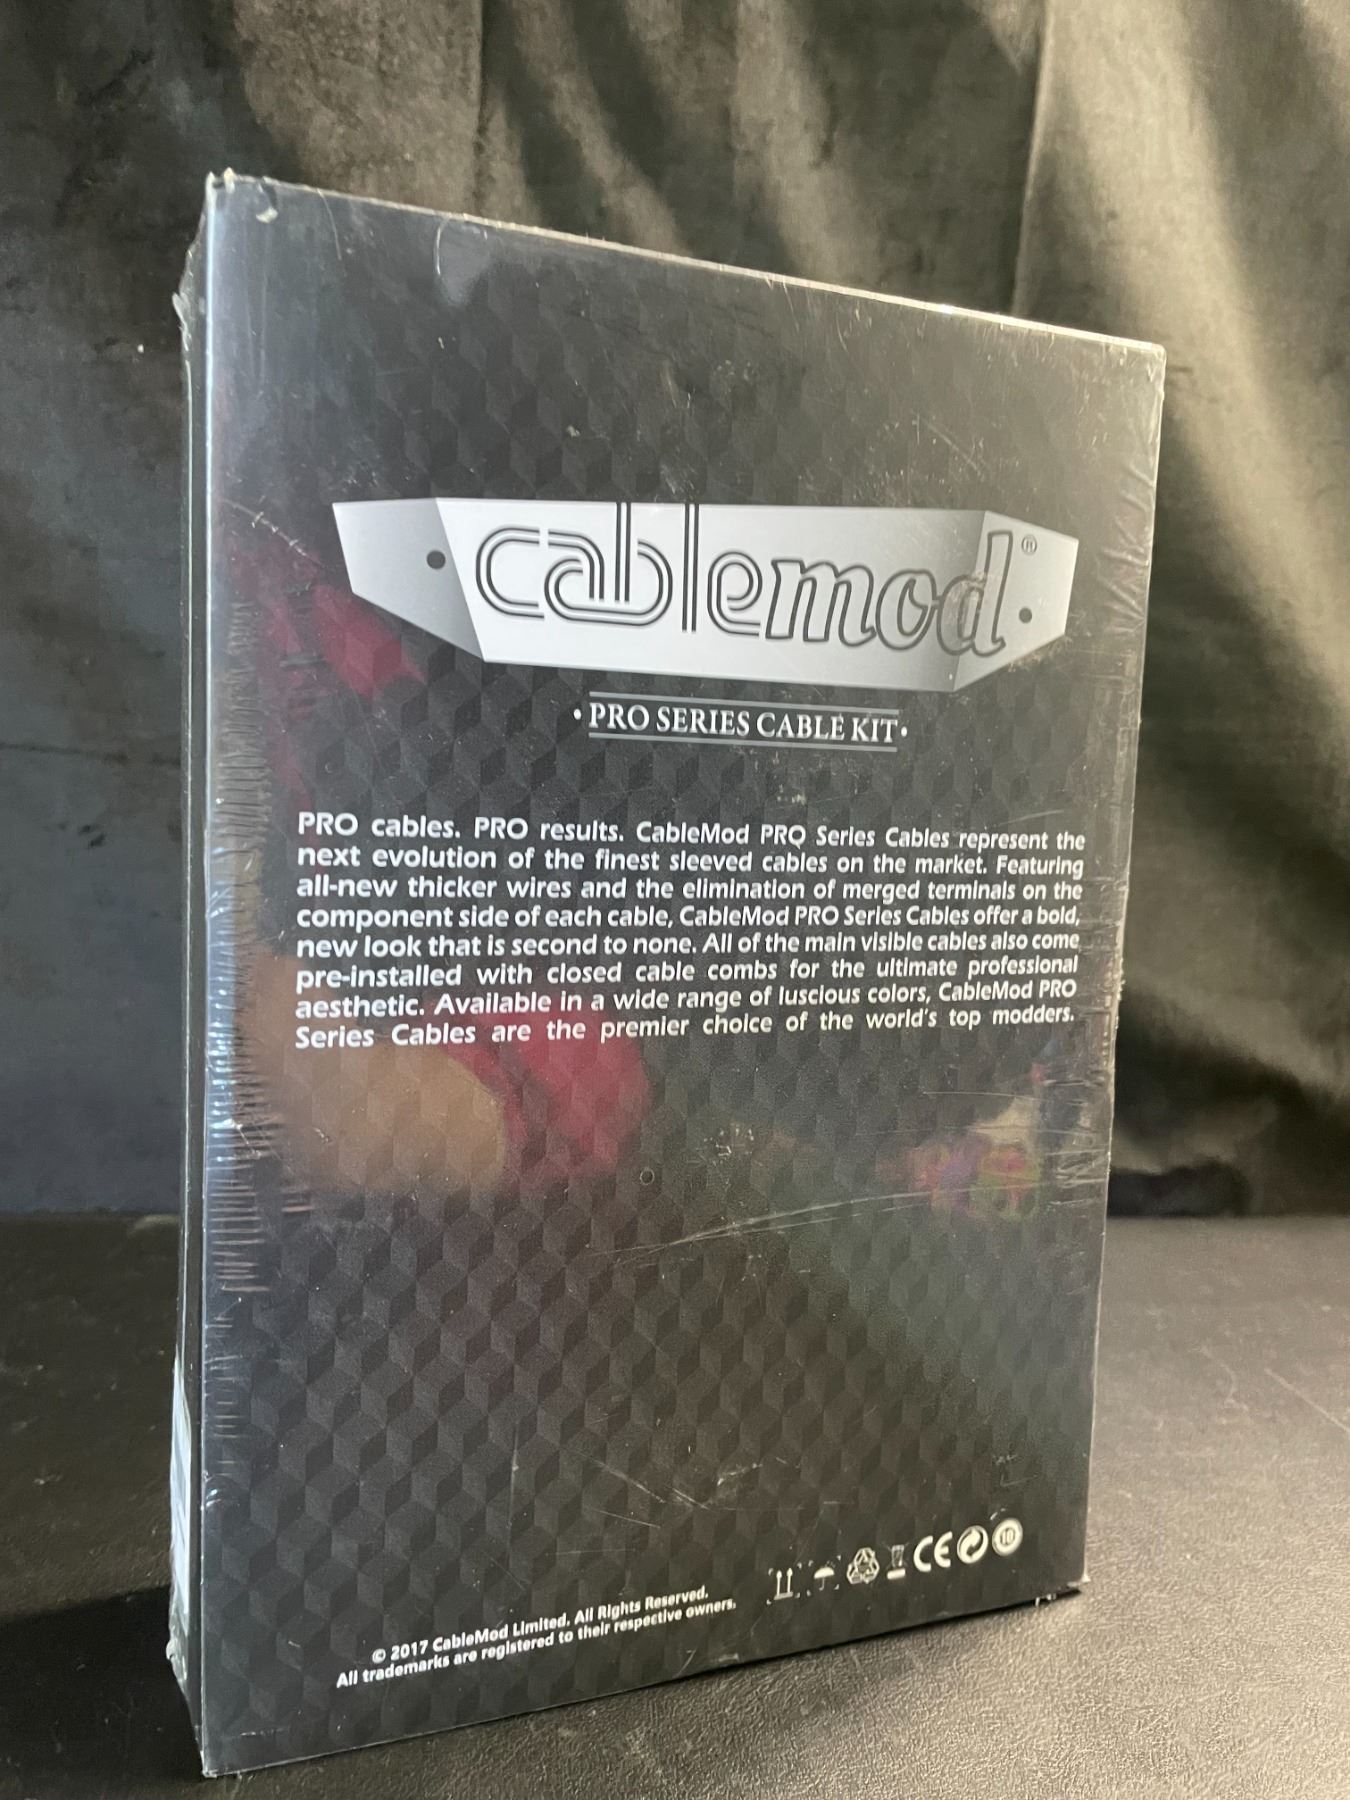 cablemod®
• PRO SERIES CABLE KIT •
PRO cables. PRO results. CableMod PRO Series Cables represent the
next evolution of the finest sleeved cables on the market. Featuring
all-new thicker wires and the elimination of merged terminals on the
component side of each cable, CableMod PRO Series Cables offer a bold,
new look that is second to none. All of the main visible cables also come
pre-installed with closed cable combs for the ultimate professional
aesthetic. Available in a wide range of luscious colors, CableMod PRO
Series Cables are the premier choice of the world's top modders.
CE 10
© 2017 CableMod Limited. All Rights Reserved.
All trademarks are registered to their respective owners.